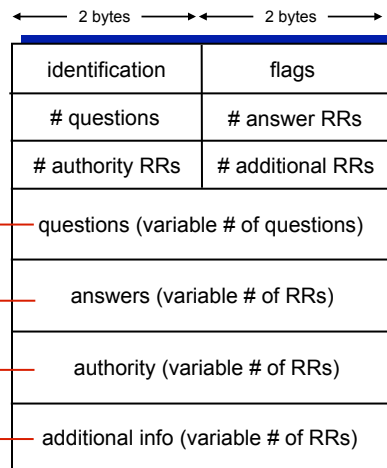 2 bytes 2 bytes
identification flags
# questions # answer RRs
# authority RRs # additional RRs
questions (variable # of questions)
answers (variable # of RRs)
authority (variable # of RRs)
additional info (variable # of RRs)